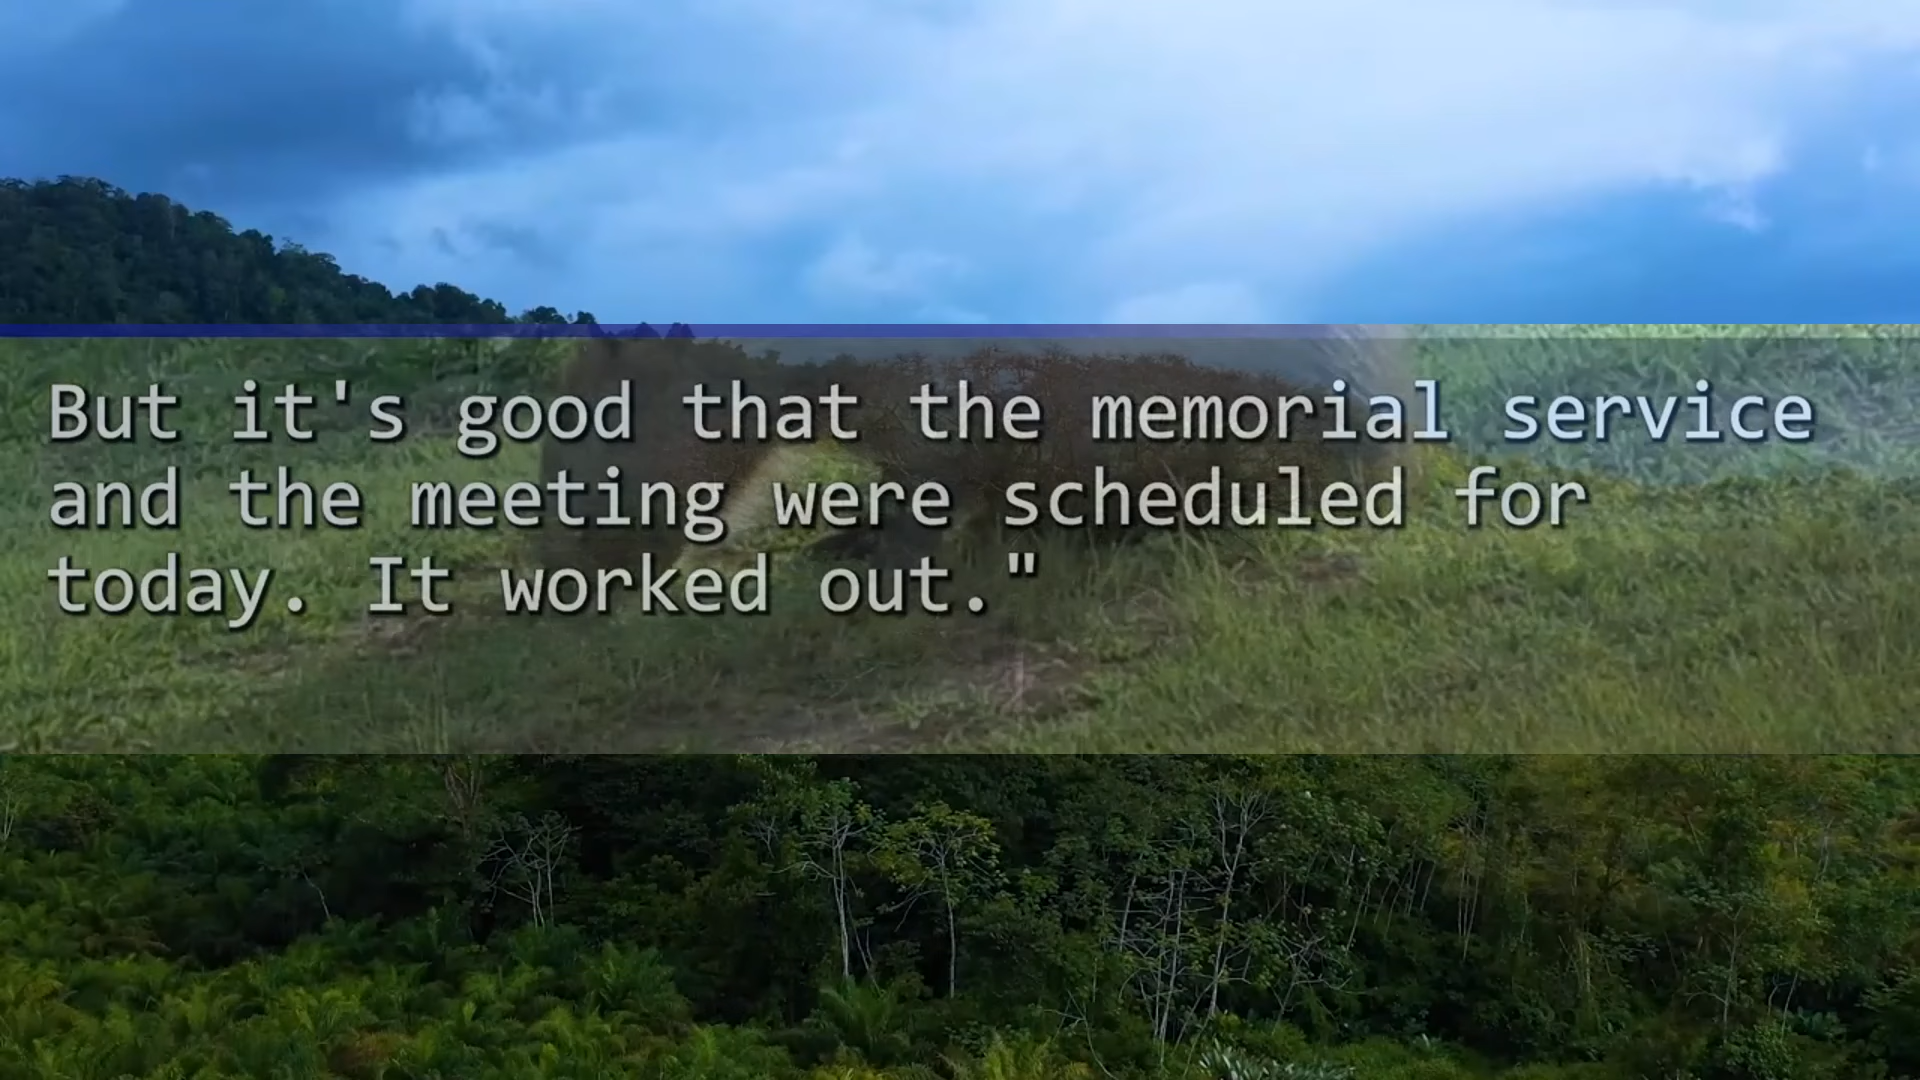 But it's good that the memorial service
and the meeting were scheduled for
today. It worked out."